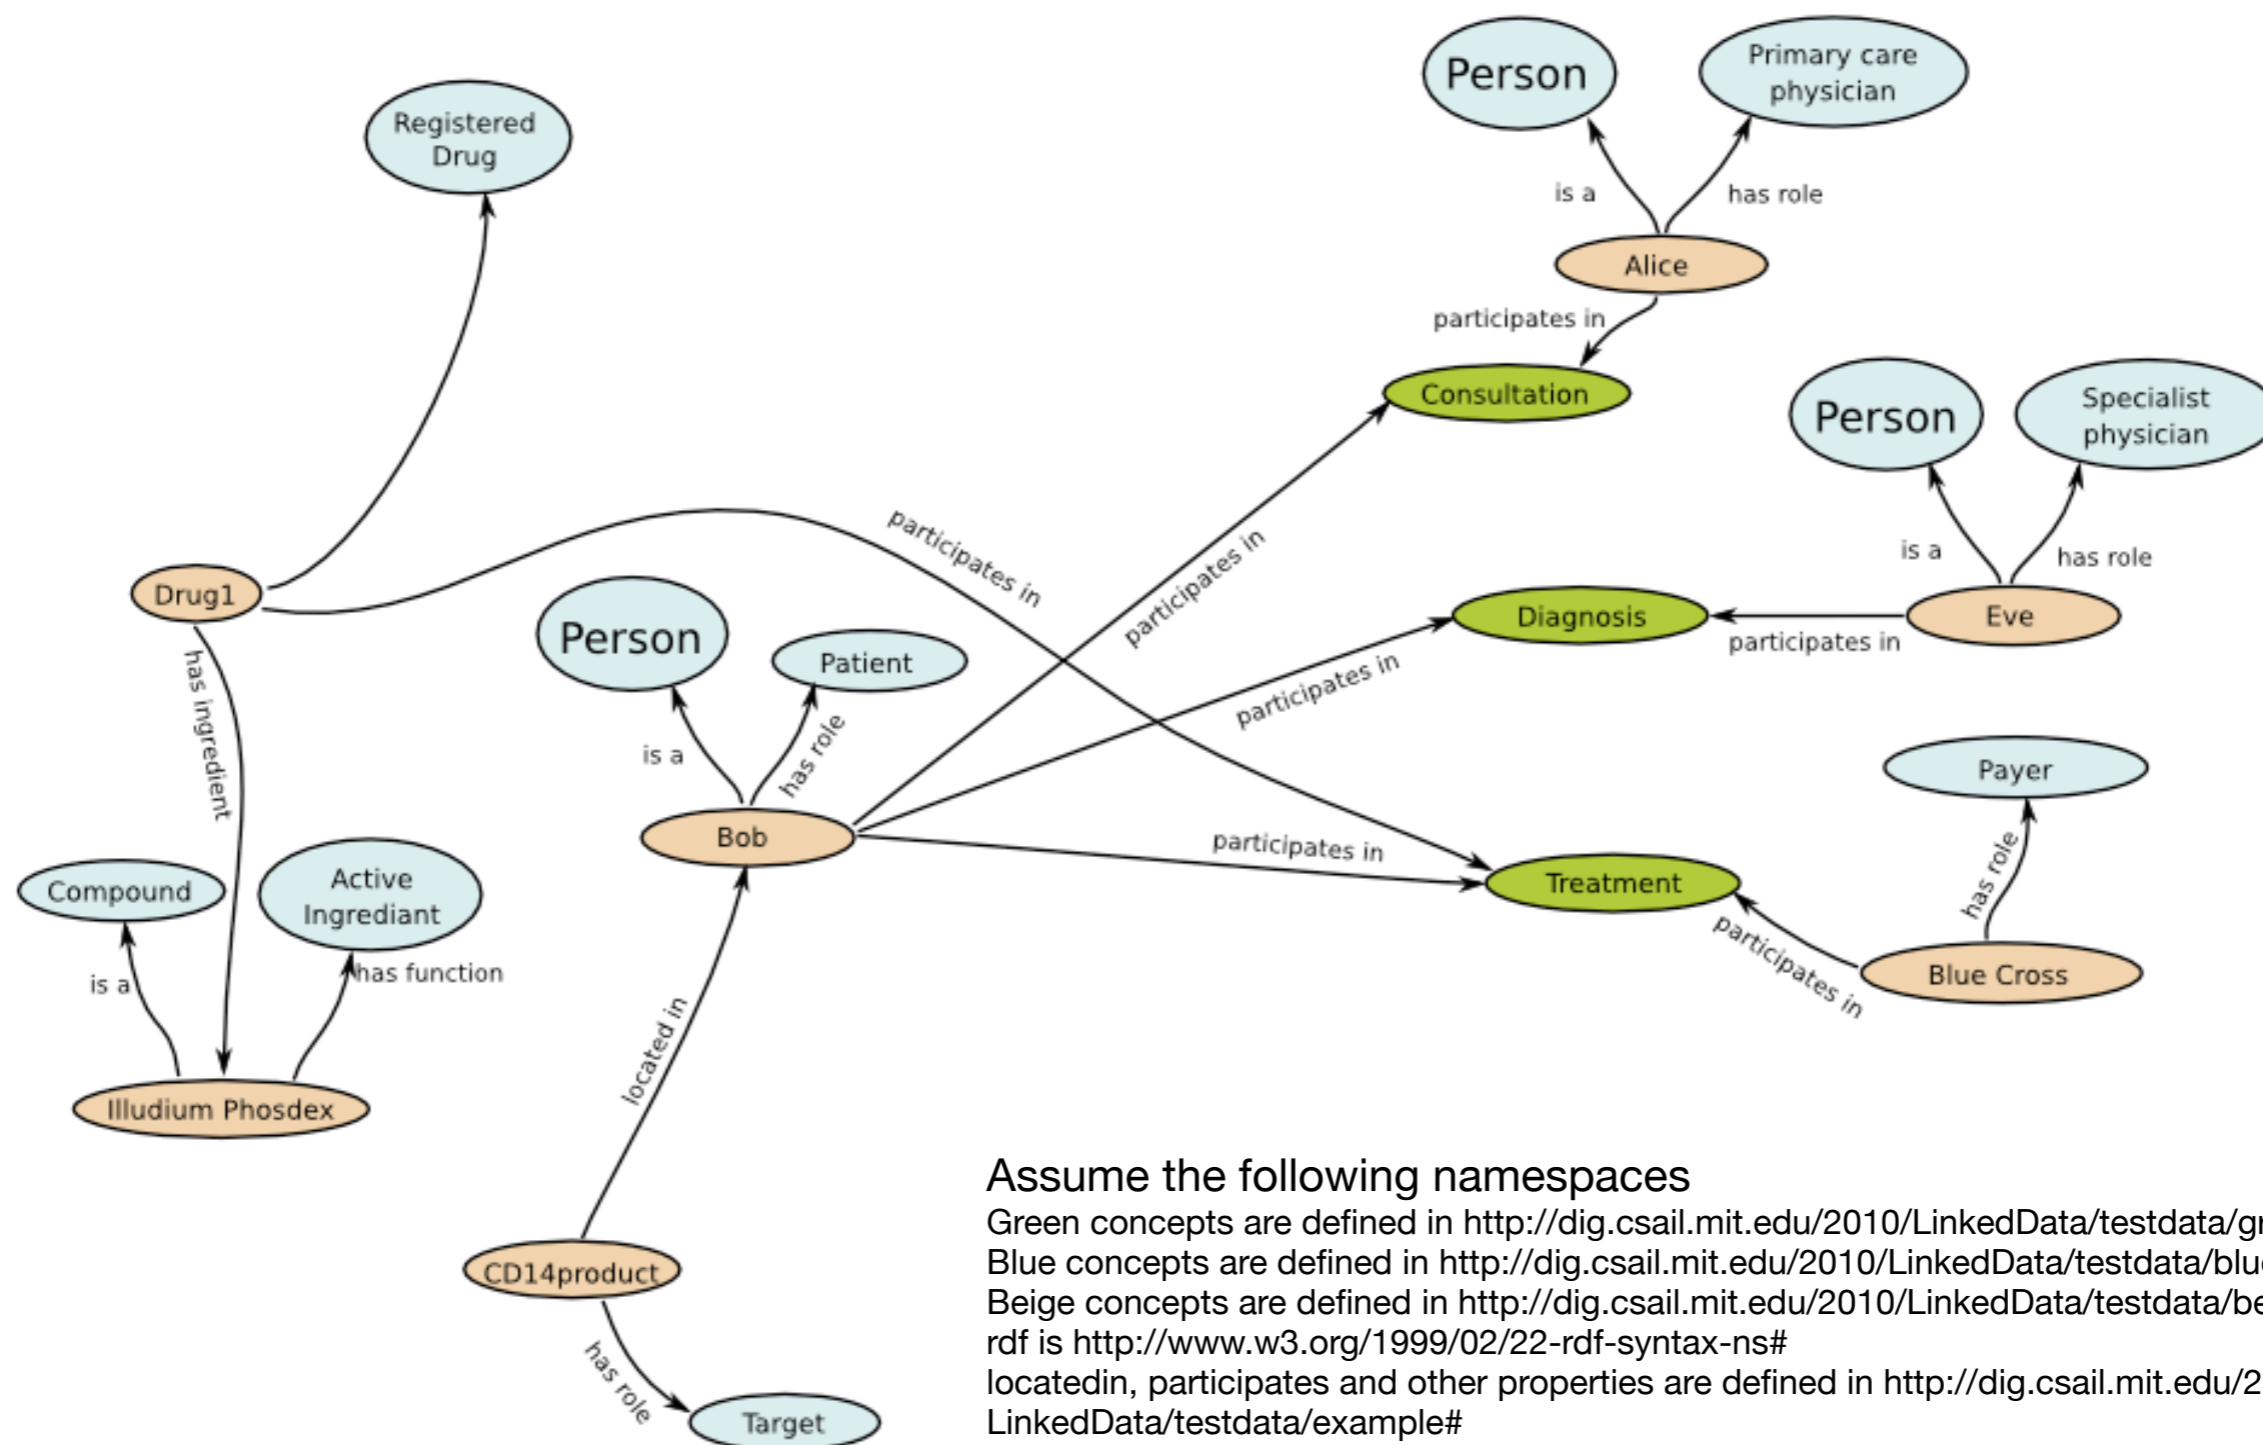 Person
Primary care
physician
Registered
Drug
is a
has role
Alice
participates in
Consultation
Person
Specialist
physician
participates in
participates in
is a
has role
Drug1
Person
Patient
Diagnosis
Eve
participates in
participates in
has ingredient
is a
has role
Payer
Bob
participates in
Compound
Active
Ingrediant
Treatment
has role
participates in
Blue Cross
is a
has function
located in
Illudium Phosdex
Assume the following namespaces
Green concepts are defined in http://dig.csail.mit.edu/2010/LinkedData/testdata/gr
CD14product
Blue concepts are defined in http://dig.csail.mit.edu/2010/LinkedData/testdata/blu
Beige concepts are defined in http://dig.csail.mit.edu/2010/LinkedData/testdata/be
rdf is http://www.w3.org/1999/02/22-rdf-syntax-ns#
has role
locatedin, participates and other properties are defined in http://dig.csail.mit.edu/2
Target
LinkedData/testdata/example#